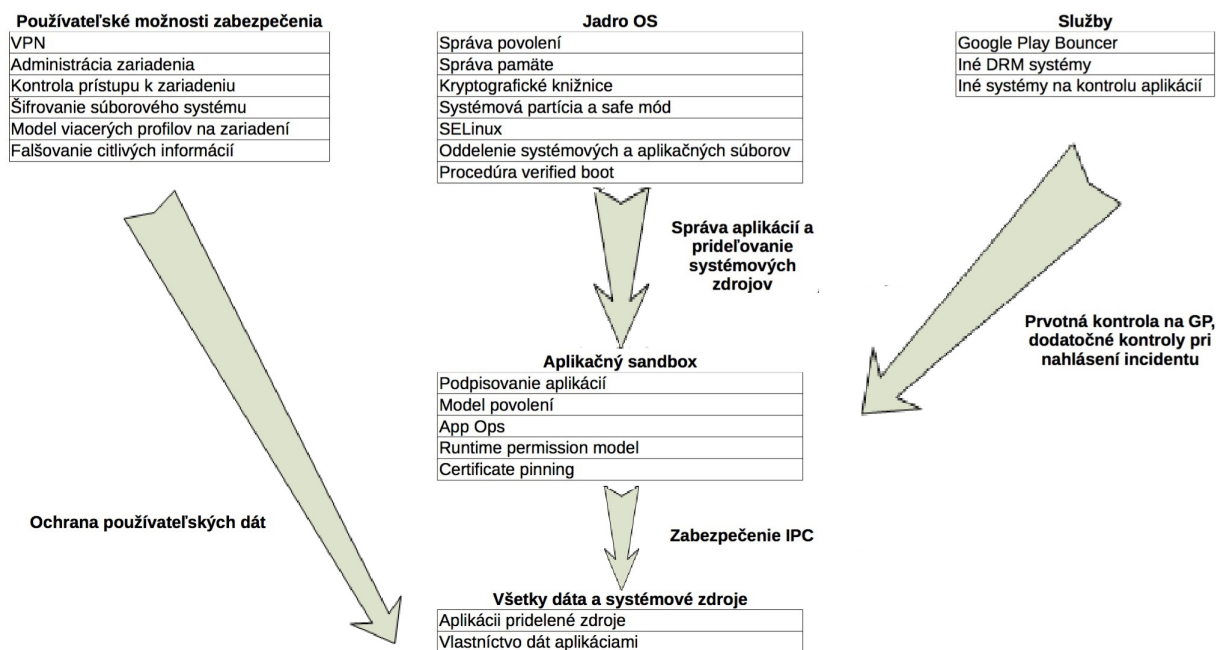 Používateľské možnosti zabezpečenia
VPN
Administrácia zariadenia
Kontrola prístupu k zariadeniu
Šifrovanie súborového systému
Model viacerých profilov na zariadení
Falšovanie citlivých informácií
Jadro OS
Správa povolení
Správa pamäte
Kryptografické knižnice
Systémová partícia a safe mód
SELinux
Oddelenie systémových a aplikačných súborov
Procedúra verified boot
Služby
Google Play Bouncer
Iné DRM systémy
Iné systémy na kontrolu aplikácií
Správa aplikácií a
prideľovanie
systémových
zdrojov
Prvotná kontrola na GP,
dodatočné kontroly pri
nahlásení incidentu
Aplikačný sandbox
Podpisovanie aplikácií
Model povolení
App Ops
Runtime permission model
Certificate pinning
Ochrana používateľských dát
Zabezpečenie IPC
Všetky dáta a systémové zdroje
Aplikácii pridelené zdroje
Vlastníctvo dát aplikáciami